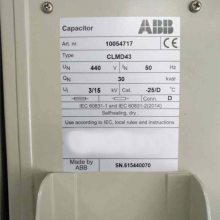 Capacitor ABB
Art. nr. 10054717
Type CLMD43
UN 440 V fN 50 Hz
QN 30 kvar
Ui 3/15 kV Cat. -25/D °C
Conn. D
IEC 60831-1 and IEC 60831-2(2014)
Selfhealing, dry
Use according to IEC, local rules and instructions
Made by
ABB
SN.615440070